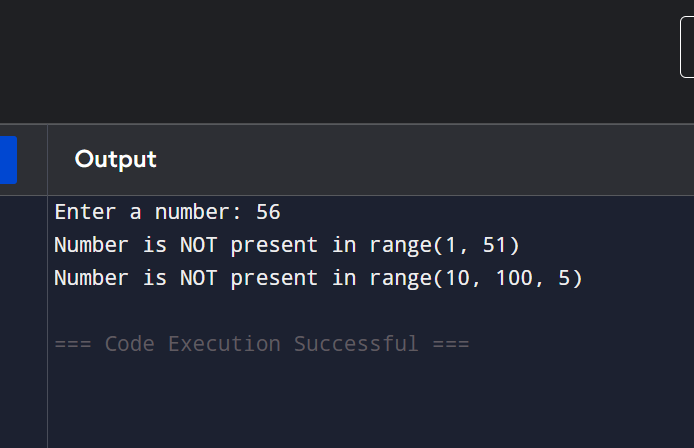 Output
Enter a number: 56
Number is NOT present in range(1, 51)
Number is NOT present in range(10, 100, 5)
=== Code Execution Successful ===